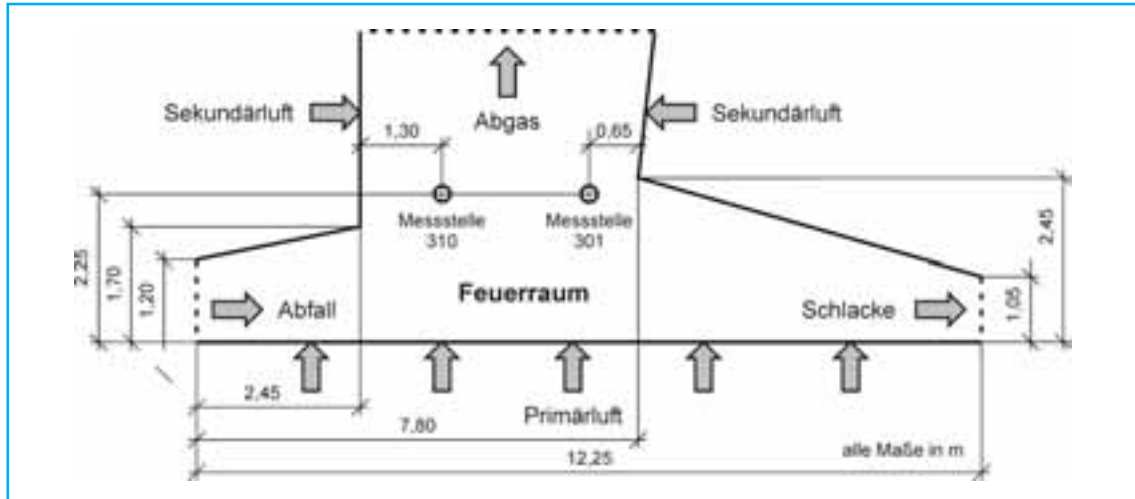 Sekundärluft
Abgas
Sekundärluft
1,30
0,65
Messstelle
310
Messstelle
301
2,25
1,70
1,20
2,45
1,05
Feuerraum
Abfall
Schlacke
2,45
Primärluft
7,80
alle Maße in m
12,25